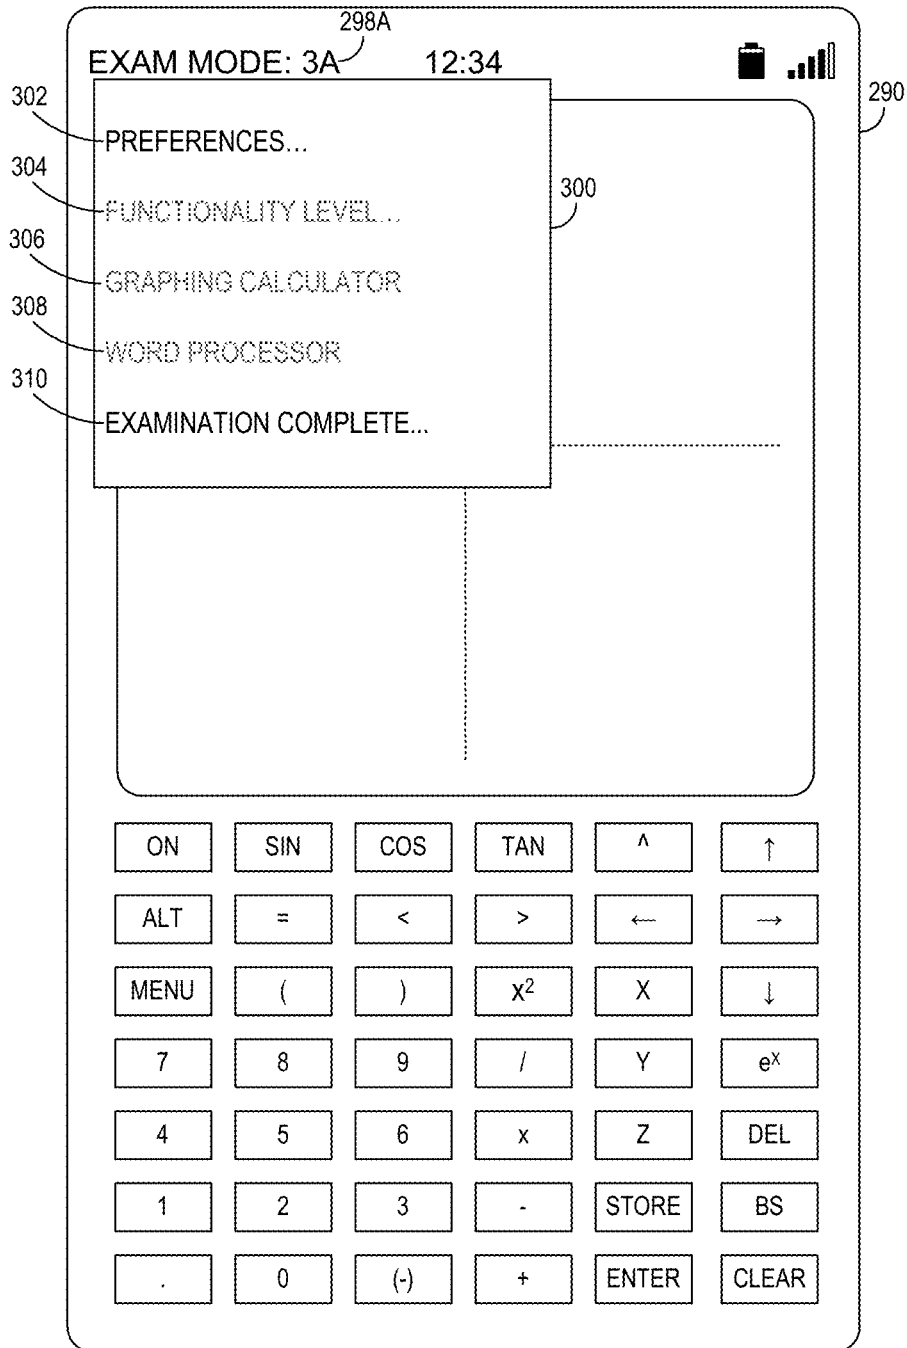 298A
EXAM MODE: 3A 12:34
302
290
PREFERENCES...
304
300
FUNCTIONALITY LEVEL...
306
GRAPHING CALCULATOR
308
WORD PROCESSOR
310
EXAMINATION COMPLETE...
ON SIN COS TAN ^ ↑
ALT = < > ← →
MENU ( ) x² X ↓
7 8 9 / Y eˣ
4 5 6 x Z DEL
1 2 3 - STORE BS
. 0 (-) + ENTER CLEAR